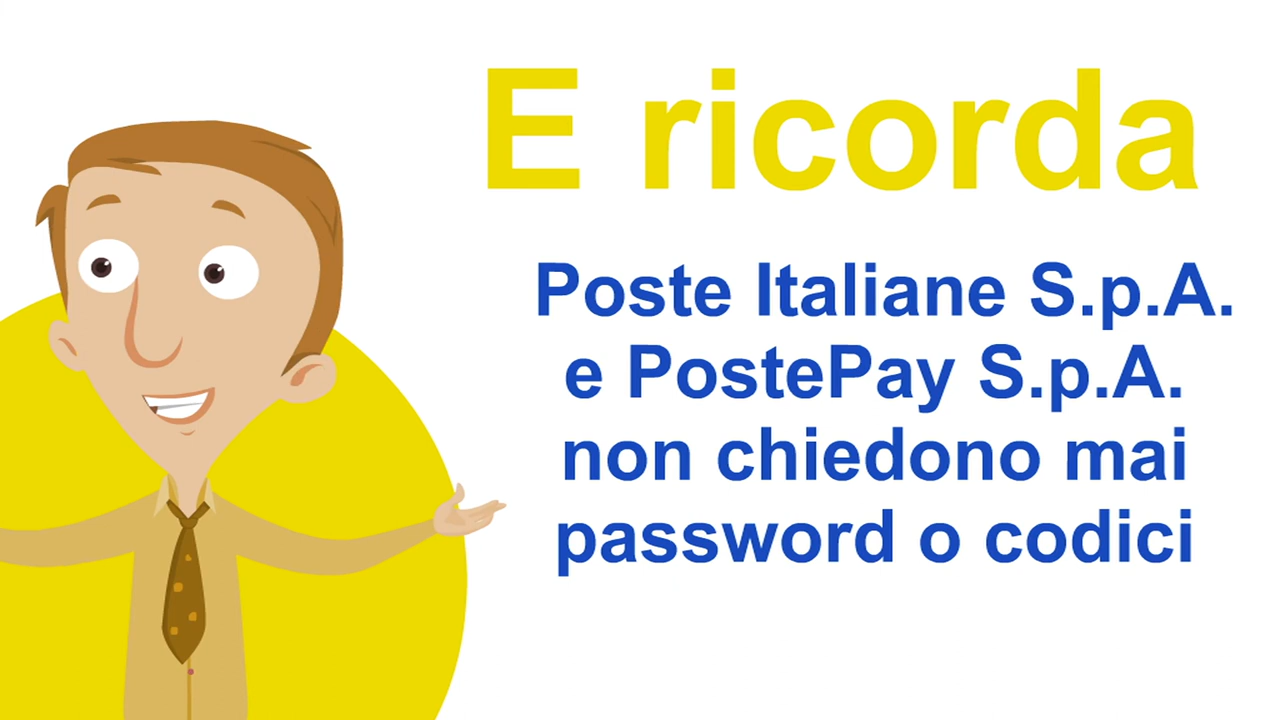 E ricorda
Poste Italiane S.p.A.
e PostePay S.p.A.
non chiedono mai
password o codici